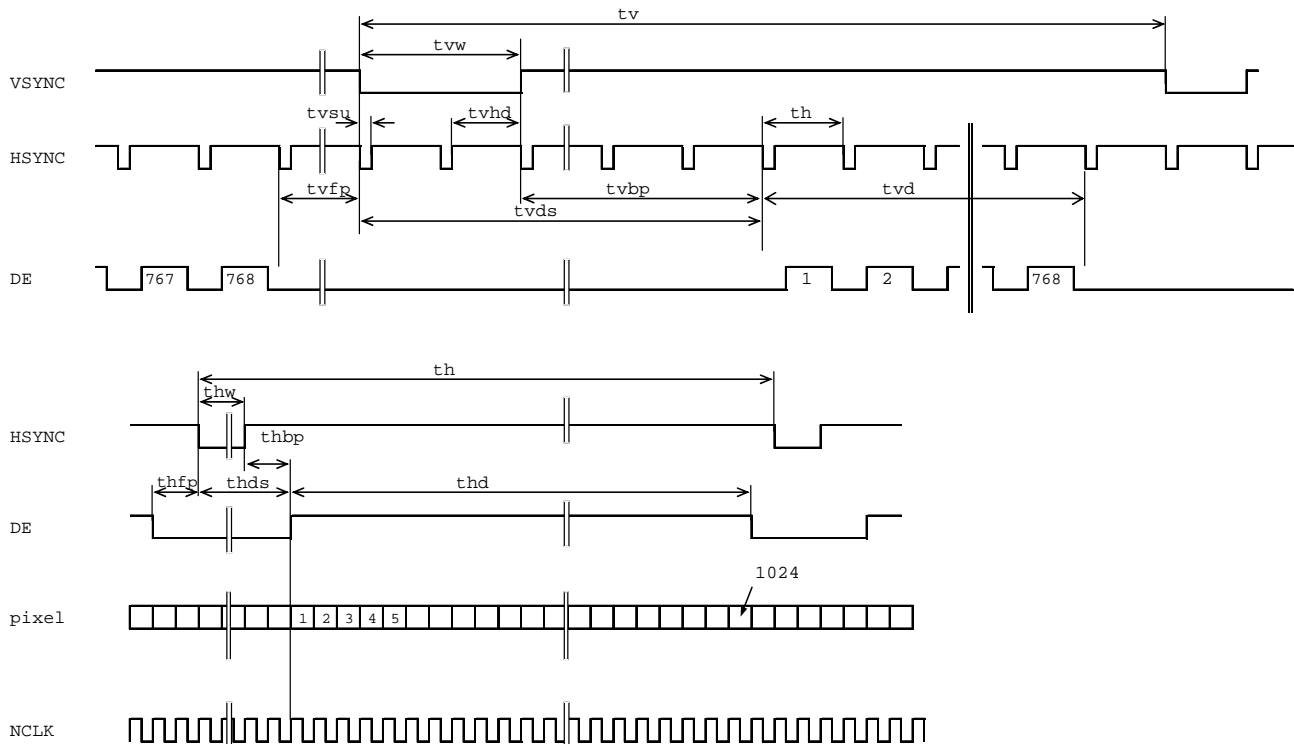 tv
tvw
VSYNC
tvsu tvhd th
HSYNC
tvfp tvbp tvd
tvds
DE 767 768 1 2 768
th
thw
HSYNC
thbp
thfp thds thd
DE
1024
pixel 1 2 3 4 5
NCLK